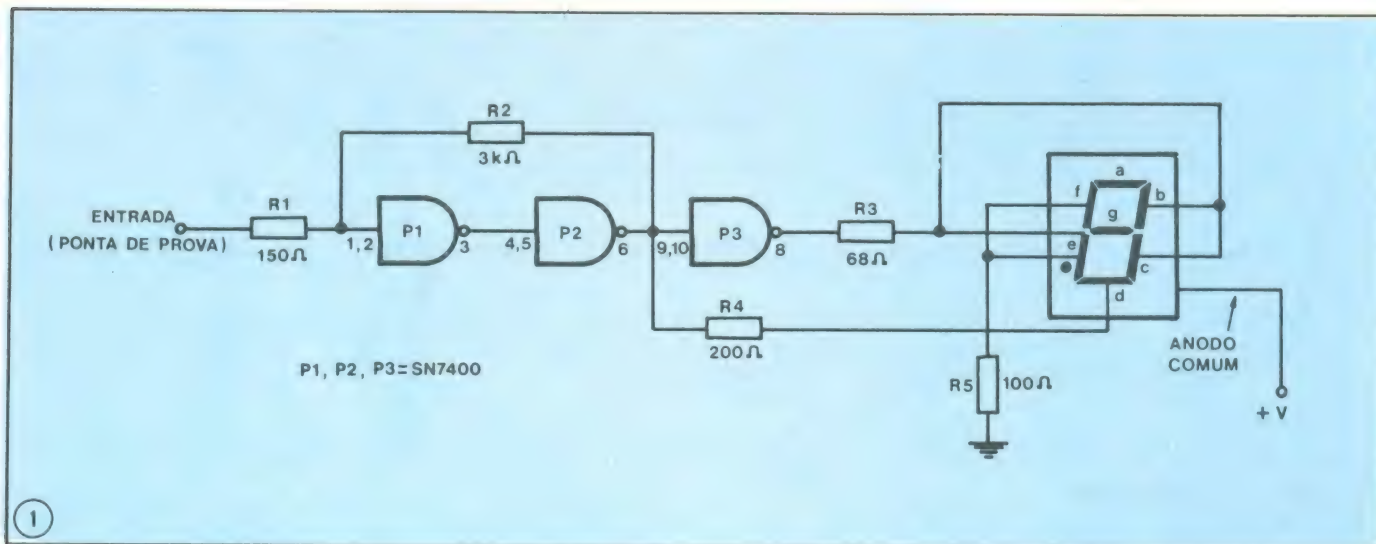 R2
3kΩ
ENTRADA
(PONTA DE PROVA)
R1
150Ω
1,2
P1
3
4,5
P2
6
9,10
P3
8
R3
68Ω
R4
200Ω
a
b
f
g
e
c
d
R5
100Ω
ANODO
COMUM
+ V
P1, P2, P3=SN7400
1